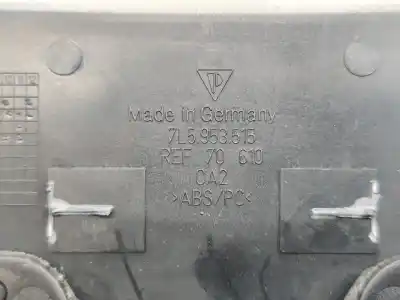 Made in Germany
7L5.953.515
REF 70 610
CA2
>ABS/PC<